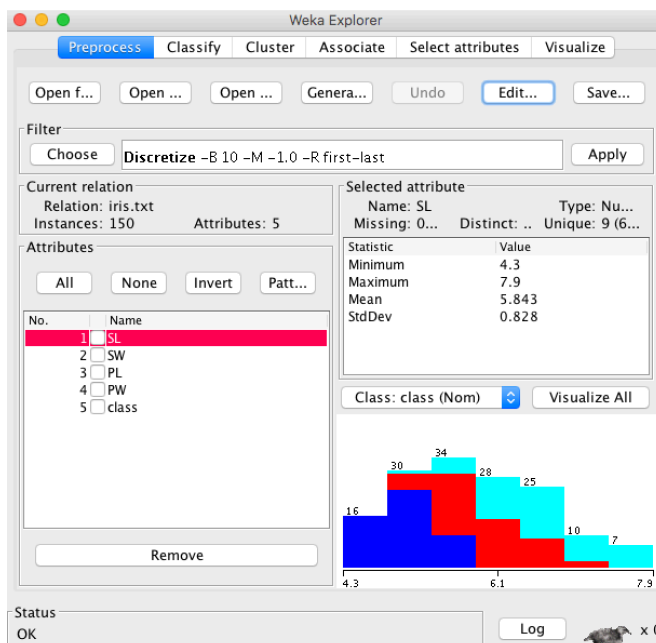 Weka Explorer
Preprocess Classify Cluster Associate Select attributes Visualize
Open f... Open ... Open ... Genera... Undo Edit... Save...
Filter
Choose Discretize -B 10 -M -1.0 -R first-last Apply
Current relation
Relation: iris.txt
Instances: 150 Attributes: 5
Attributes
All None Invert Patt...
No. Name
1 SL
2 SW
3 PL
4 PW
5 class
Remove
Selected attribute
Name: SL Type: Nu...
Missing: 0... Distinct: .. Unique: 9 (6...
Statistic Value
Minimum 4.3
Maximum 7.9
Mean 5.843
StdDev 0.828
Class: class (Nom) Visualize All
16 30 34 28 25 10 7
4.3 6.1 7.9
Status
OK
Log x 0